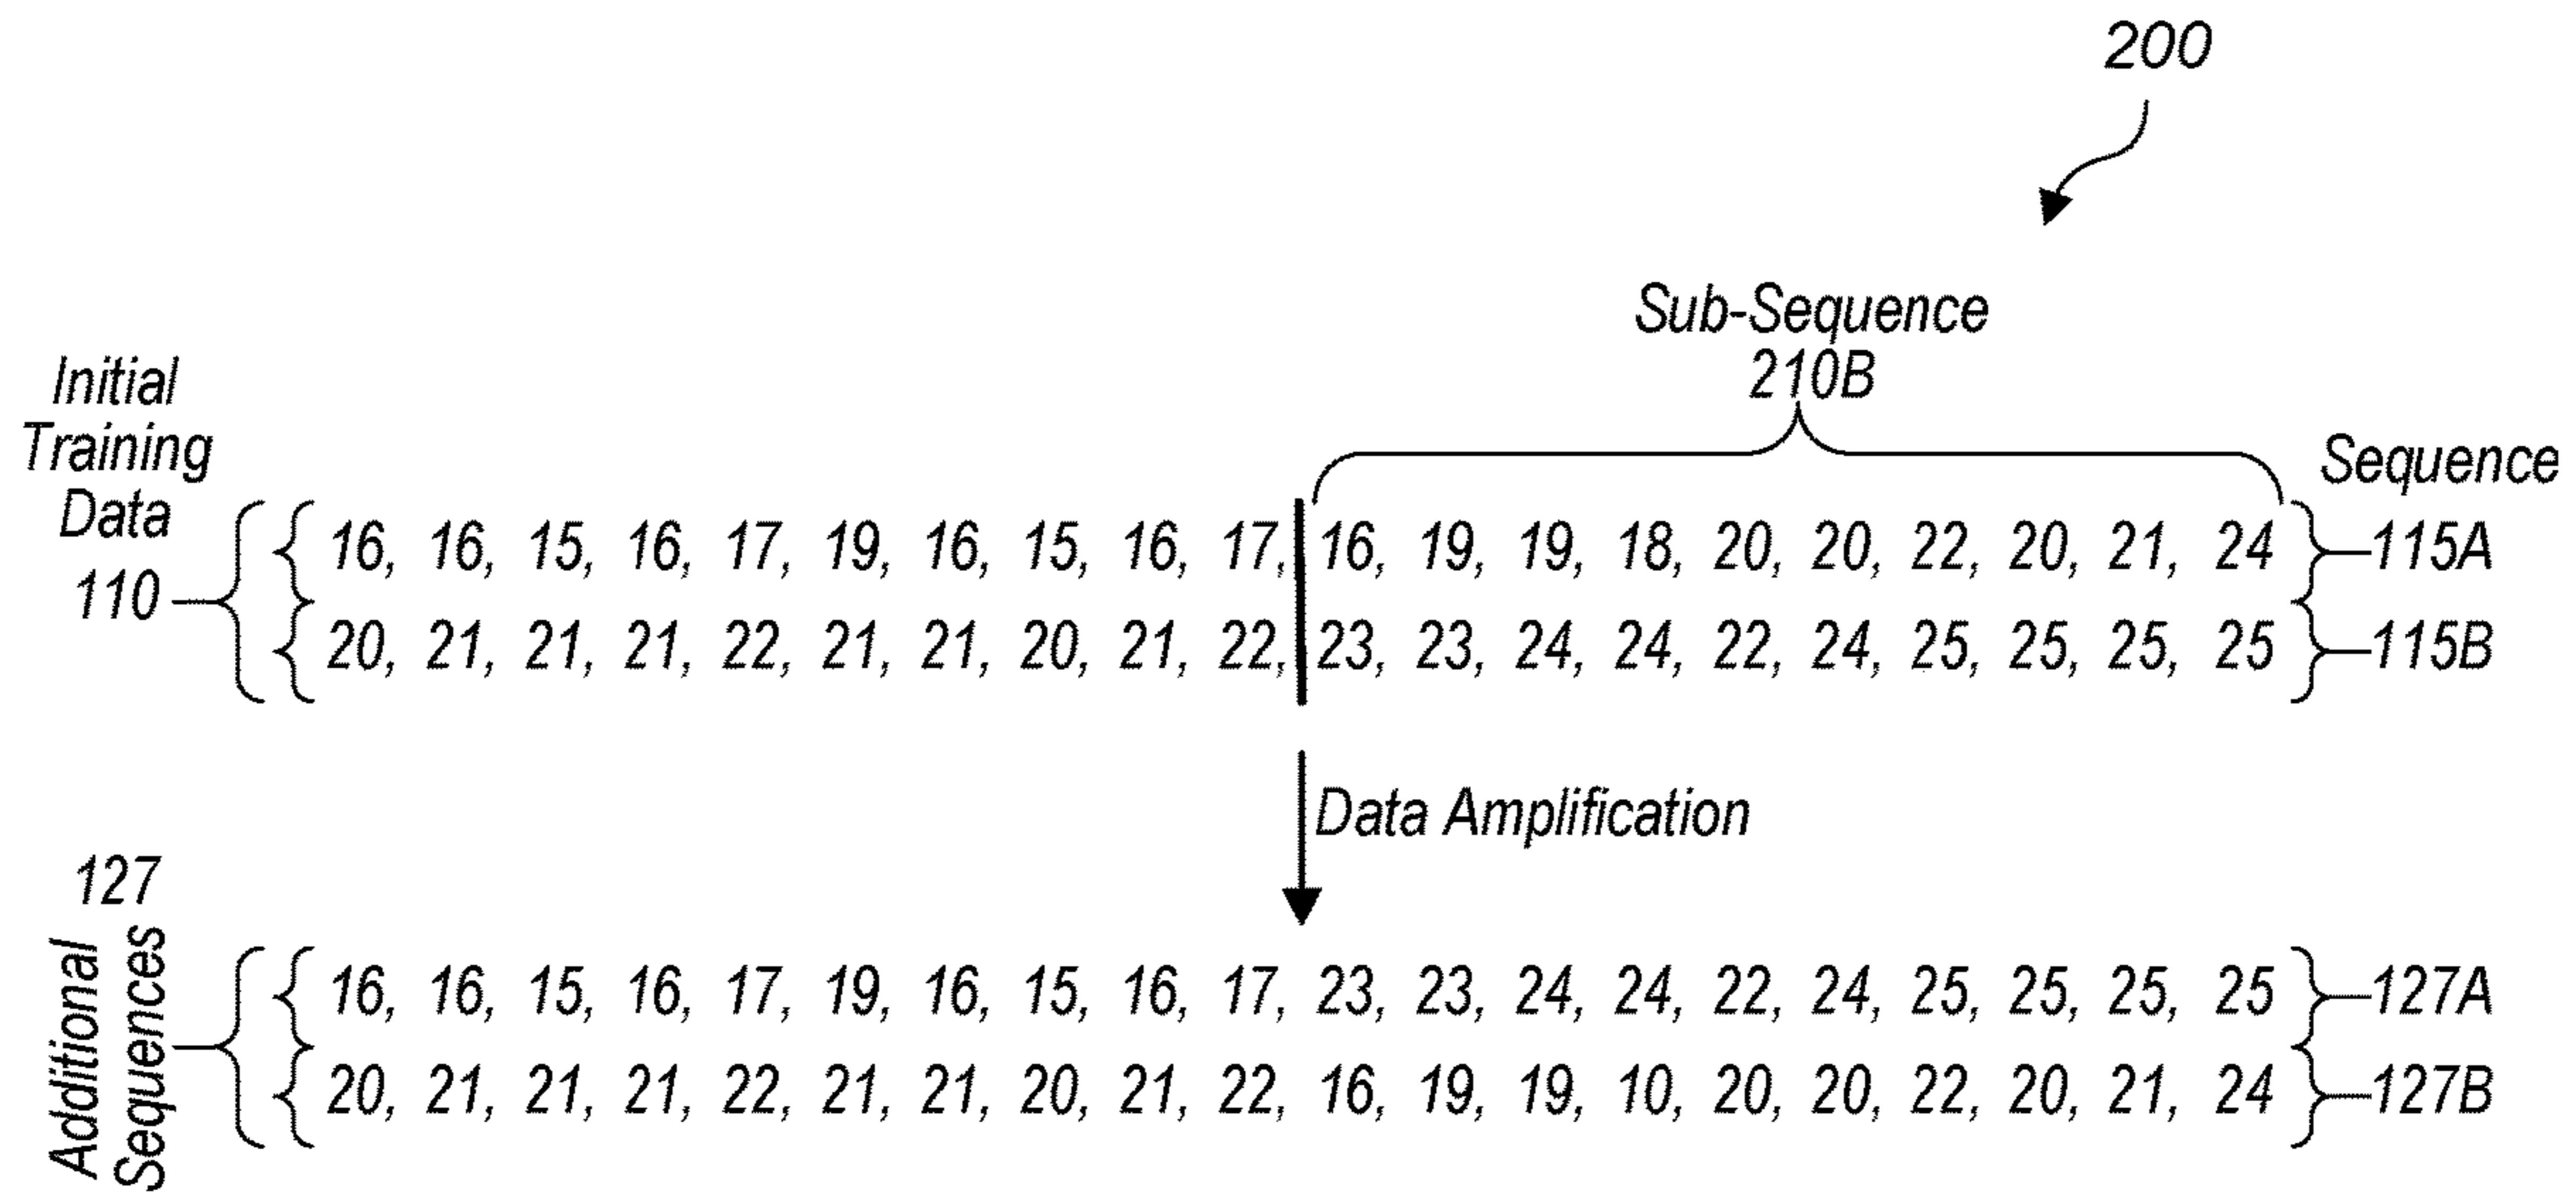 200
Sub-Sequence
210B
Initial
Training
Data
110
Sequence
16, 16, 15, 16, 17, 19, 16, 15, 16, 17, 16, 19, 19, 18, 20, 20, 22, 20, 21, 24
115A
20, 21, 21, 21, 22, 21, 21, 20, 21, 22, 23, 23, 24, 24, 22, 24, 25, 25, 25, 25
115B
Data Amplification
127
Additional
Sequences
16, 16, 15, 16, 17, 19, 16, 15, 16, 17, 23, 23, 24, 24, 22, 24, 25, 25, 25, 25
127A
20, 21, 21, 21, 22, 21, 21, 20, 21, 22, 16, 19, 19, 10, 20, 20, 22, 20, 21, 24
127B